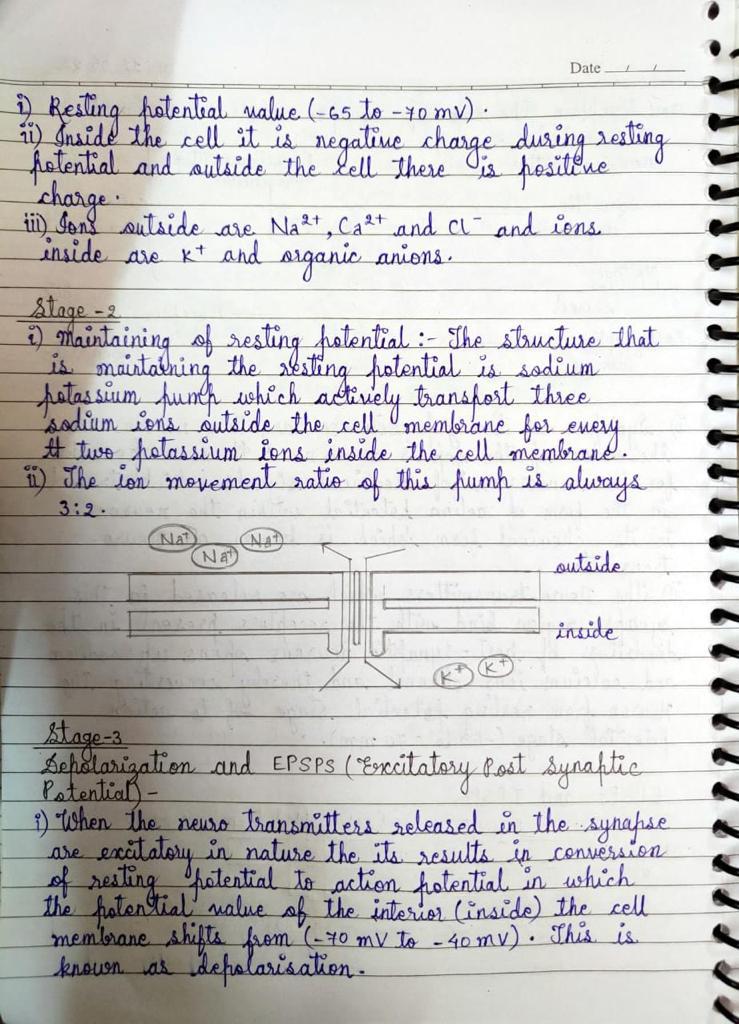 Date __/__/__
i) Resting potential value (-65 to -70 mV).
ii) Inside the cell it is negative charge during resting
potential and outside the cell there is positive
charge.
iii) Ions outside are Na²⁺, Ca²⁺ and Cl⁻ and ions
inside are K⁺ and organic anions.
Stage -2
i) Maintaining of resting potential :- The structure that
is maintaining the resting potential is sodium
potassium pump which actively transport three
sodium ions outside the cell membrane for every
two potassium ions inside the cell membrane.
ii) The ion movement ratio of this pump is always
3:2.
Na⁺ Na⁺ Na⁺
outside
inside
K⁺ K⁺
Stage-3
Depolarization and EPSPS (Excitatory Post Synaptic
Potential) -
i) When the neuro transmitters released in the synapse
are excitatory in nature the its results in conversion
of resting potential to action potential in which
the potential value of the interior (inside) the cell
membrane shifts from (-70 mV to -40 mV). This is
known as depolarisation.